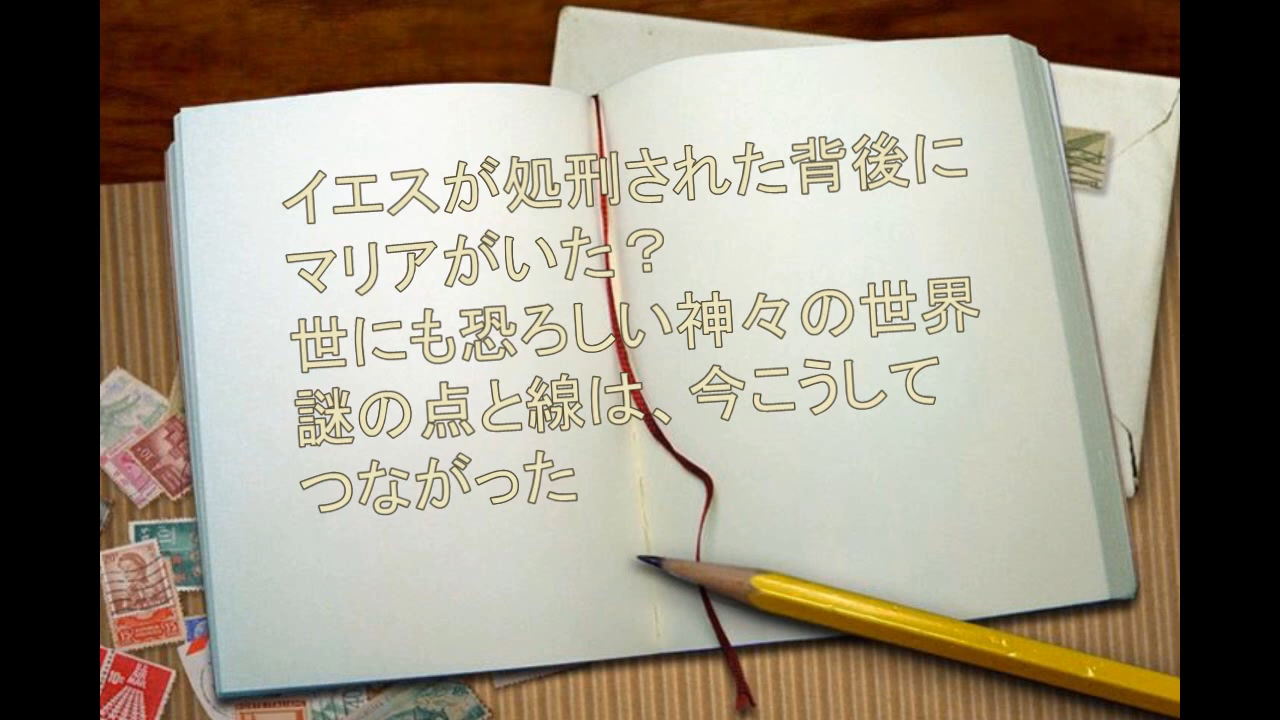 イエスが処刑された背後に
マリアがいた？
世にも恐ろしい神々の世界
謎の点と線は、今こうして
つながった